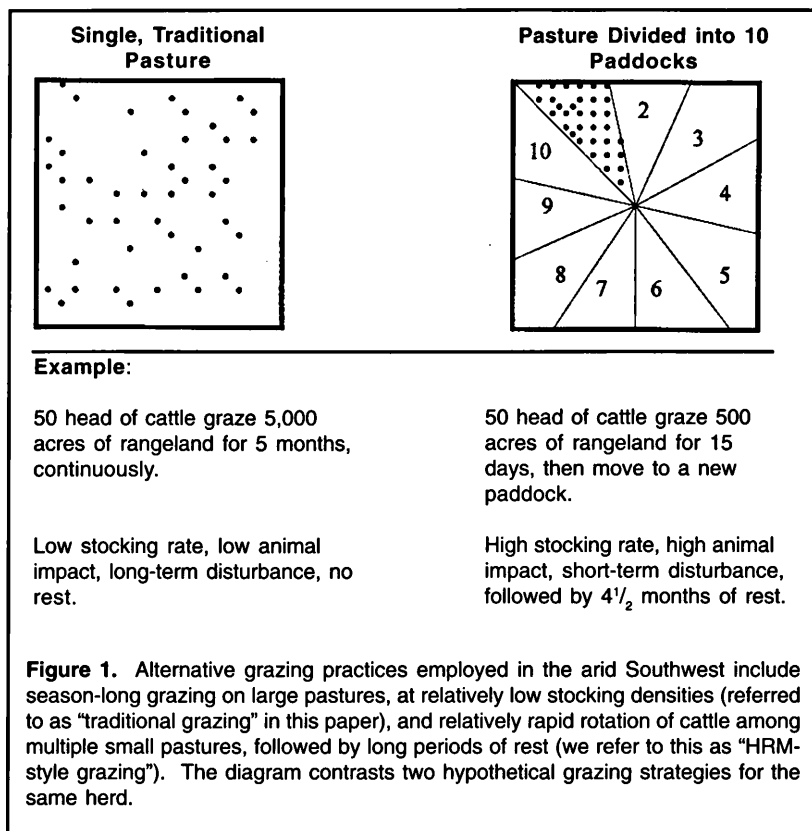 Single, Traditional
Pasture
Pasture Divided into 10
Paddocks
2
3
4
5
6
7
8
9
10
Example:
50 head of cattle graze 5,000
acres of rangeland for 5 months,
continuously.
50 head of cattle graze 500
acres of rangeland for 15
days, then move to a new
paddock.
Low stocking rate, low animal
impact, long-term disturbance, no
rest.
High stocking rate, high animal
impact, short-term disturbance,
followed by 4 1/2 months of rest.
Figure 1. Alternative grazing practices employed in the arid Southwest include
season-long grazing on large pastures, at relatively low stocking densities (referred
to as “traditional grazing” in this paper), and relatively rapid rotation of cattle among
multiple small pastures, followed by long periods of rest (we refer to this as “HRM-
style grazing”). The diagram contrasts two hypothetical grazing strategies for the
same herd.